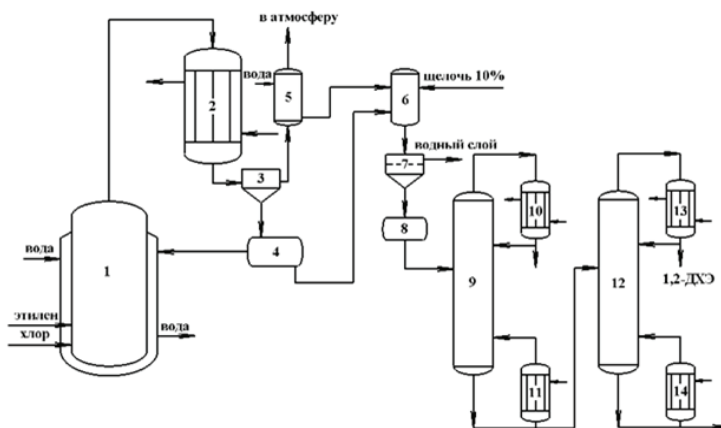 в атмосферу
вода
щелочь 10%
2
5
6
водный слой
3
7
10
13
1
4
8
вода
9
12
1,2-ДХЭ
этилен
хлор
вода
11
14